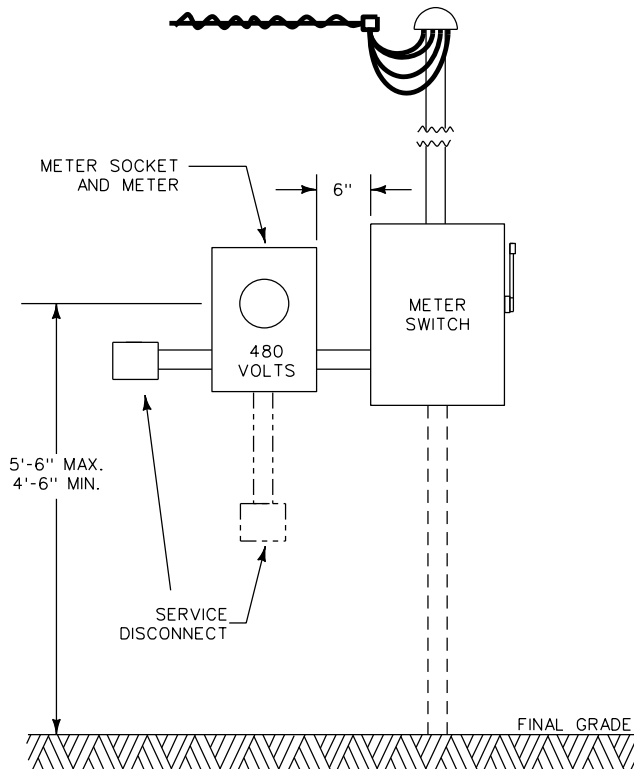 METER SOCKET
AND METER
6"
METER
SWITCH
480
VOLTS
5'-6" MAX.
4'-6" MIN.
SERVICE
DISCONNECT
FINAL GRADE